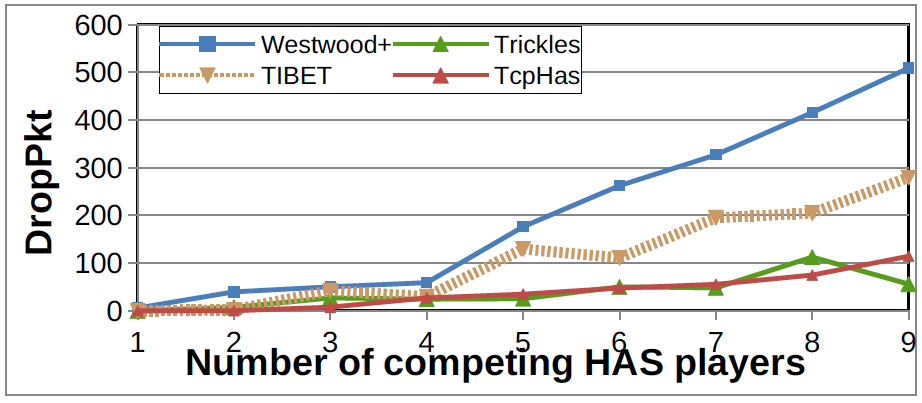 600
500
400
300
200
100
0
DropPkt
Westwood+ Trickles
TIBET TcpHas
1 2 3 4 5 6 7 8 9
Number of competing HAS players